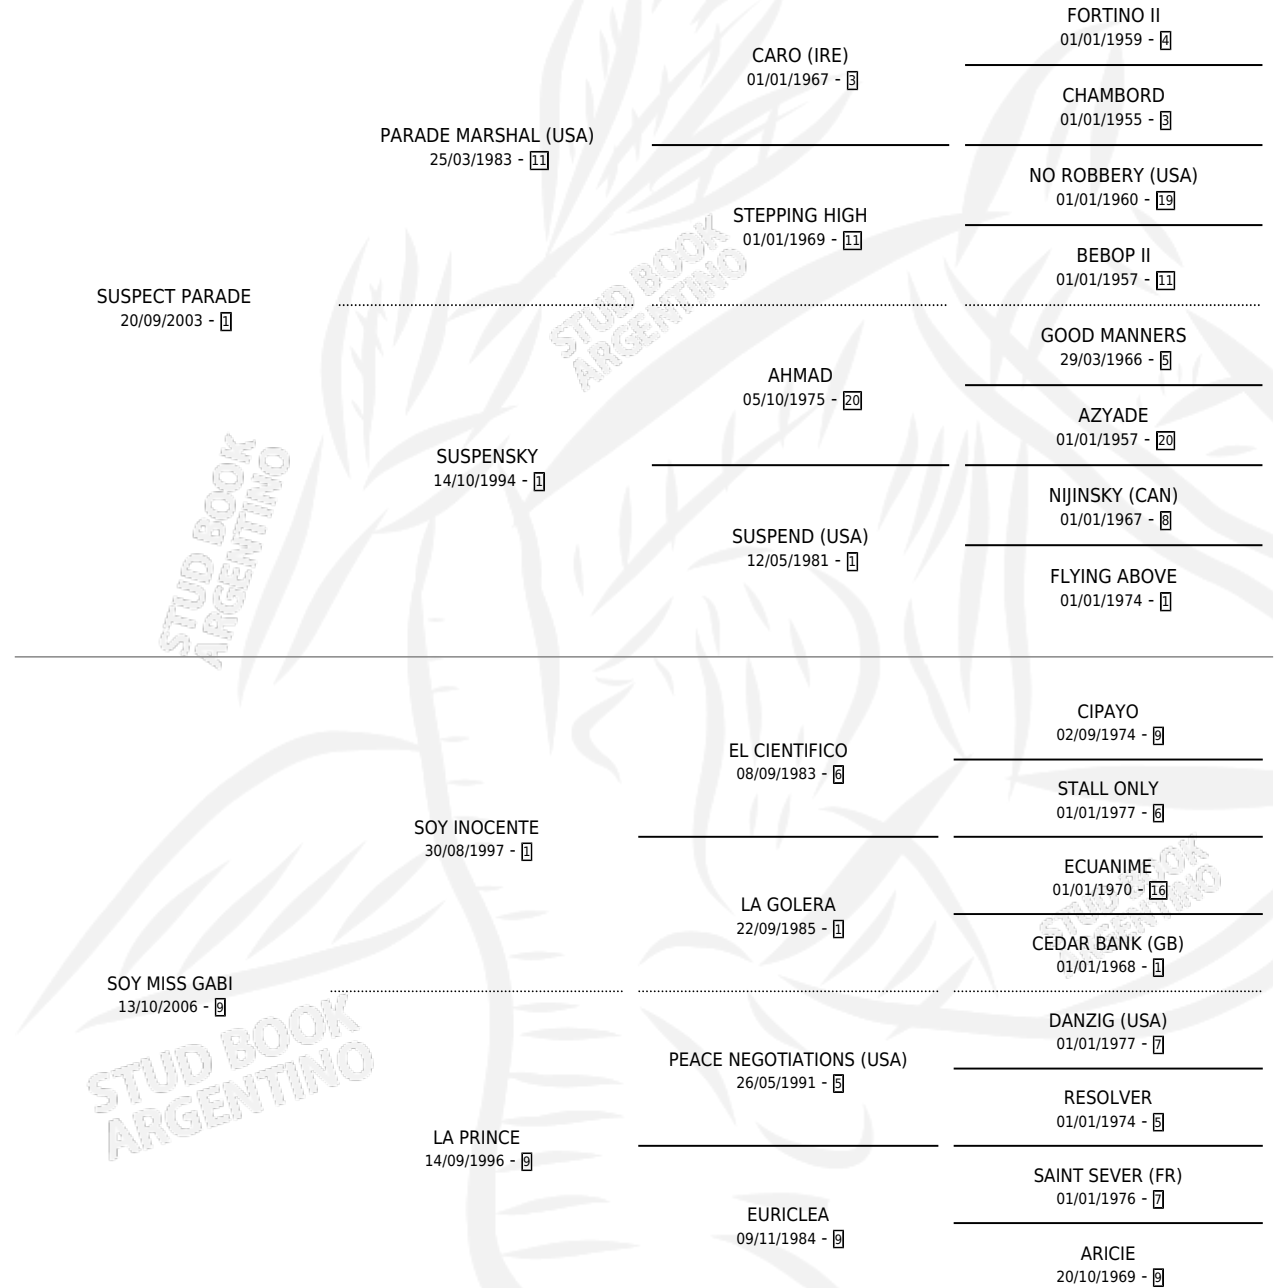 FORTINO II
01/01/1959 - 4
CARO (IRE)
01/01/1967 - 3
CHAMBORD
01/01/1955 - 3
PARADE MARSHAL (USA)
25/03/1983 - 11
NO ROBBERY (USA)
01/01/1960 - 19
STEPPING HIGH
01/01/1969 - 11
BEBOP II
01/01/1957 - 11
SUSPECT PARADE
20/09/2003 - 1
STUD BOOK
ARGENTINO
GOOD MANNERS
29/03/1966 - 5
AHMAD
05/10/1975 - 20
AZYADE
01/01/1957 - 20
SUSPENSKY
14/10/1994 - 1
NIJINSKY (CAN)
01/01/1967 - 8
SUSPEND (USA)
12/05/1981 - 1
FLYING ABOVE
01/01/1974 - 1
STUD BOOK
ARGENTINO
CIPAYO
02/09/1974 - 9
EL CIENTIFICO
08/09/1983 - 6
STALL ONLY
01/01/1977 - 6
SOY INOCENTE
30/08/1997 - 1
ECUANIME
01/01/1970 - 16
LA GOLERA
22/09/1985 - 1
CEDAR BANK (GB)
01/01/1968 - 1
STUD BOOK
ARGENTINO
SOY MISS GABI
13/10/2006 - 9
DANZIG (USA)
01/01/1977 - 7
PEACE NEGOTIATIONS (USA)
26/05/1991 - 5
RESOLVER
01/01/1974 - 5
STUD BOOK
ARGENTINO
LA PRINCE
14/09/1996 - 9
SAINT SEVER (FR)
01/01/1976 - 7
EURICLEA
09/11/1984 - 9
ARICIE
20/10/1969 - 9